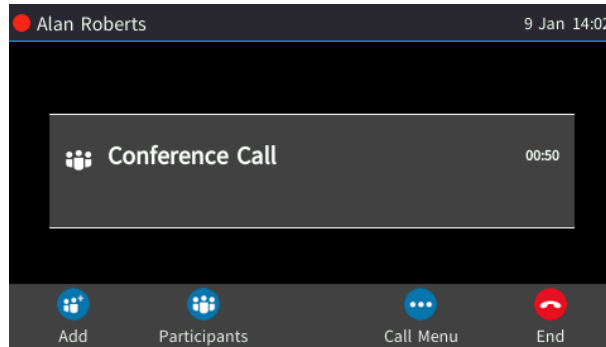 Alan Roberts 9 Jan 14:02
Conference Call 00:50
Add Participants Call Menu End